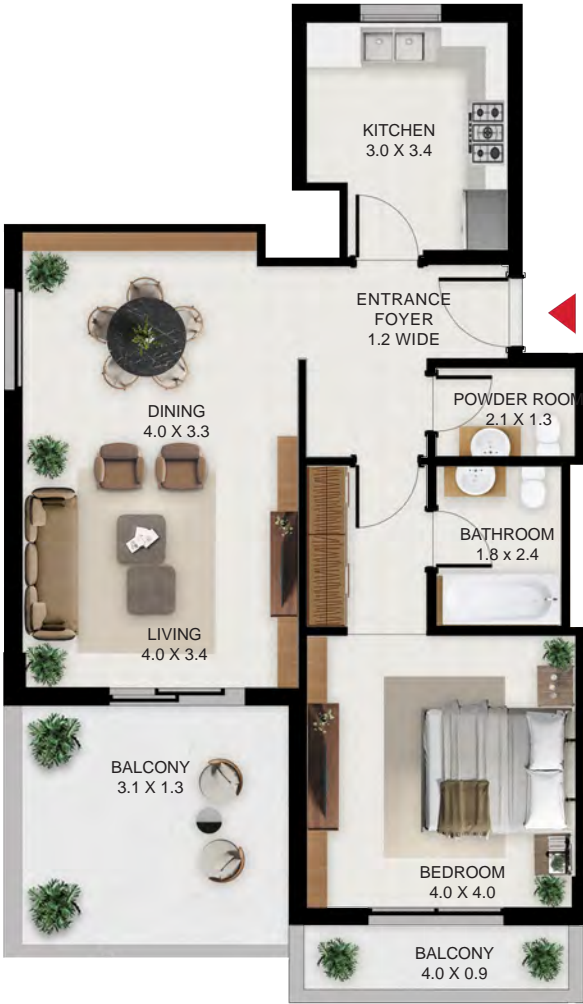 KITCHEN
3.0 X 3.4
ENTRANCE
FOYER
1.2 WIDE
POWDER ROOM
2.1 X 1.3
DINING
4.0 X 3.3
BATHROOM
1.8 x 2.4
LIVING
4.0 X 3.4
BALCONY
3.1 X 1.3
BEDROOM
4.0 X 4.0
BALCONY
4.0 X 0.9